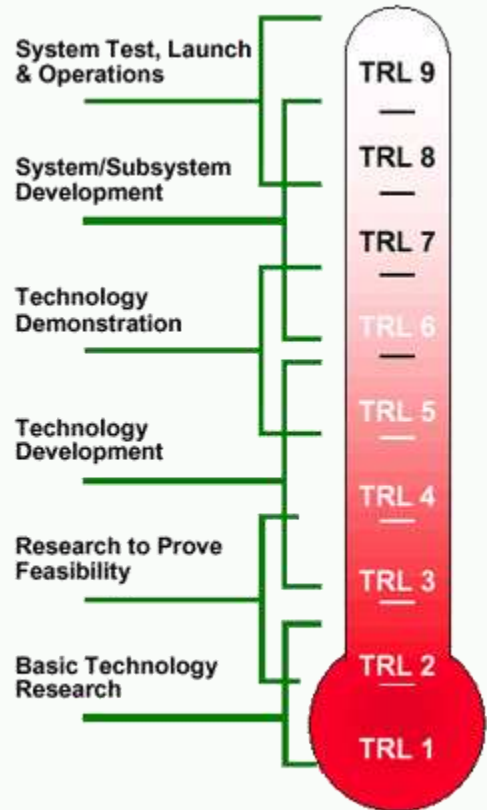 System Test, Launch
& Operations
System/Subsystem
Development
Technology
Demonstration
Technology
Development
Research to Prove
Feasibility
Basic Technology
Research
TRL 9
TRL 8
TRL 7
TRL 6
TRL 5
TRL 4
TRL 3
TRL 2
TRL 1